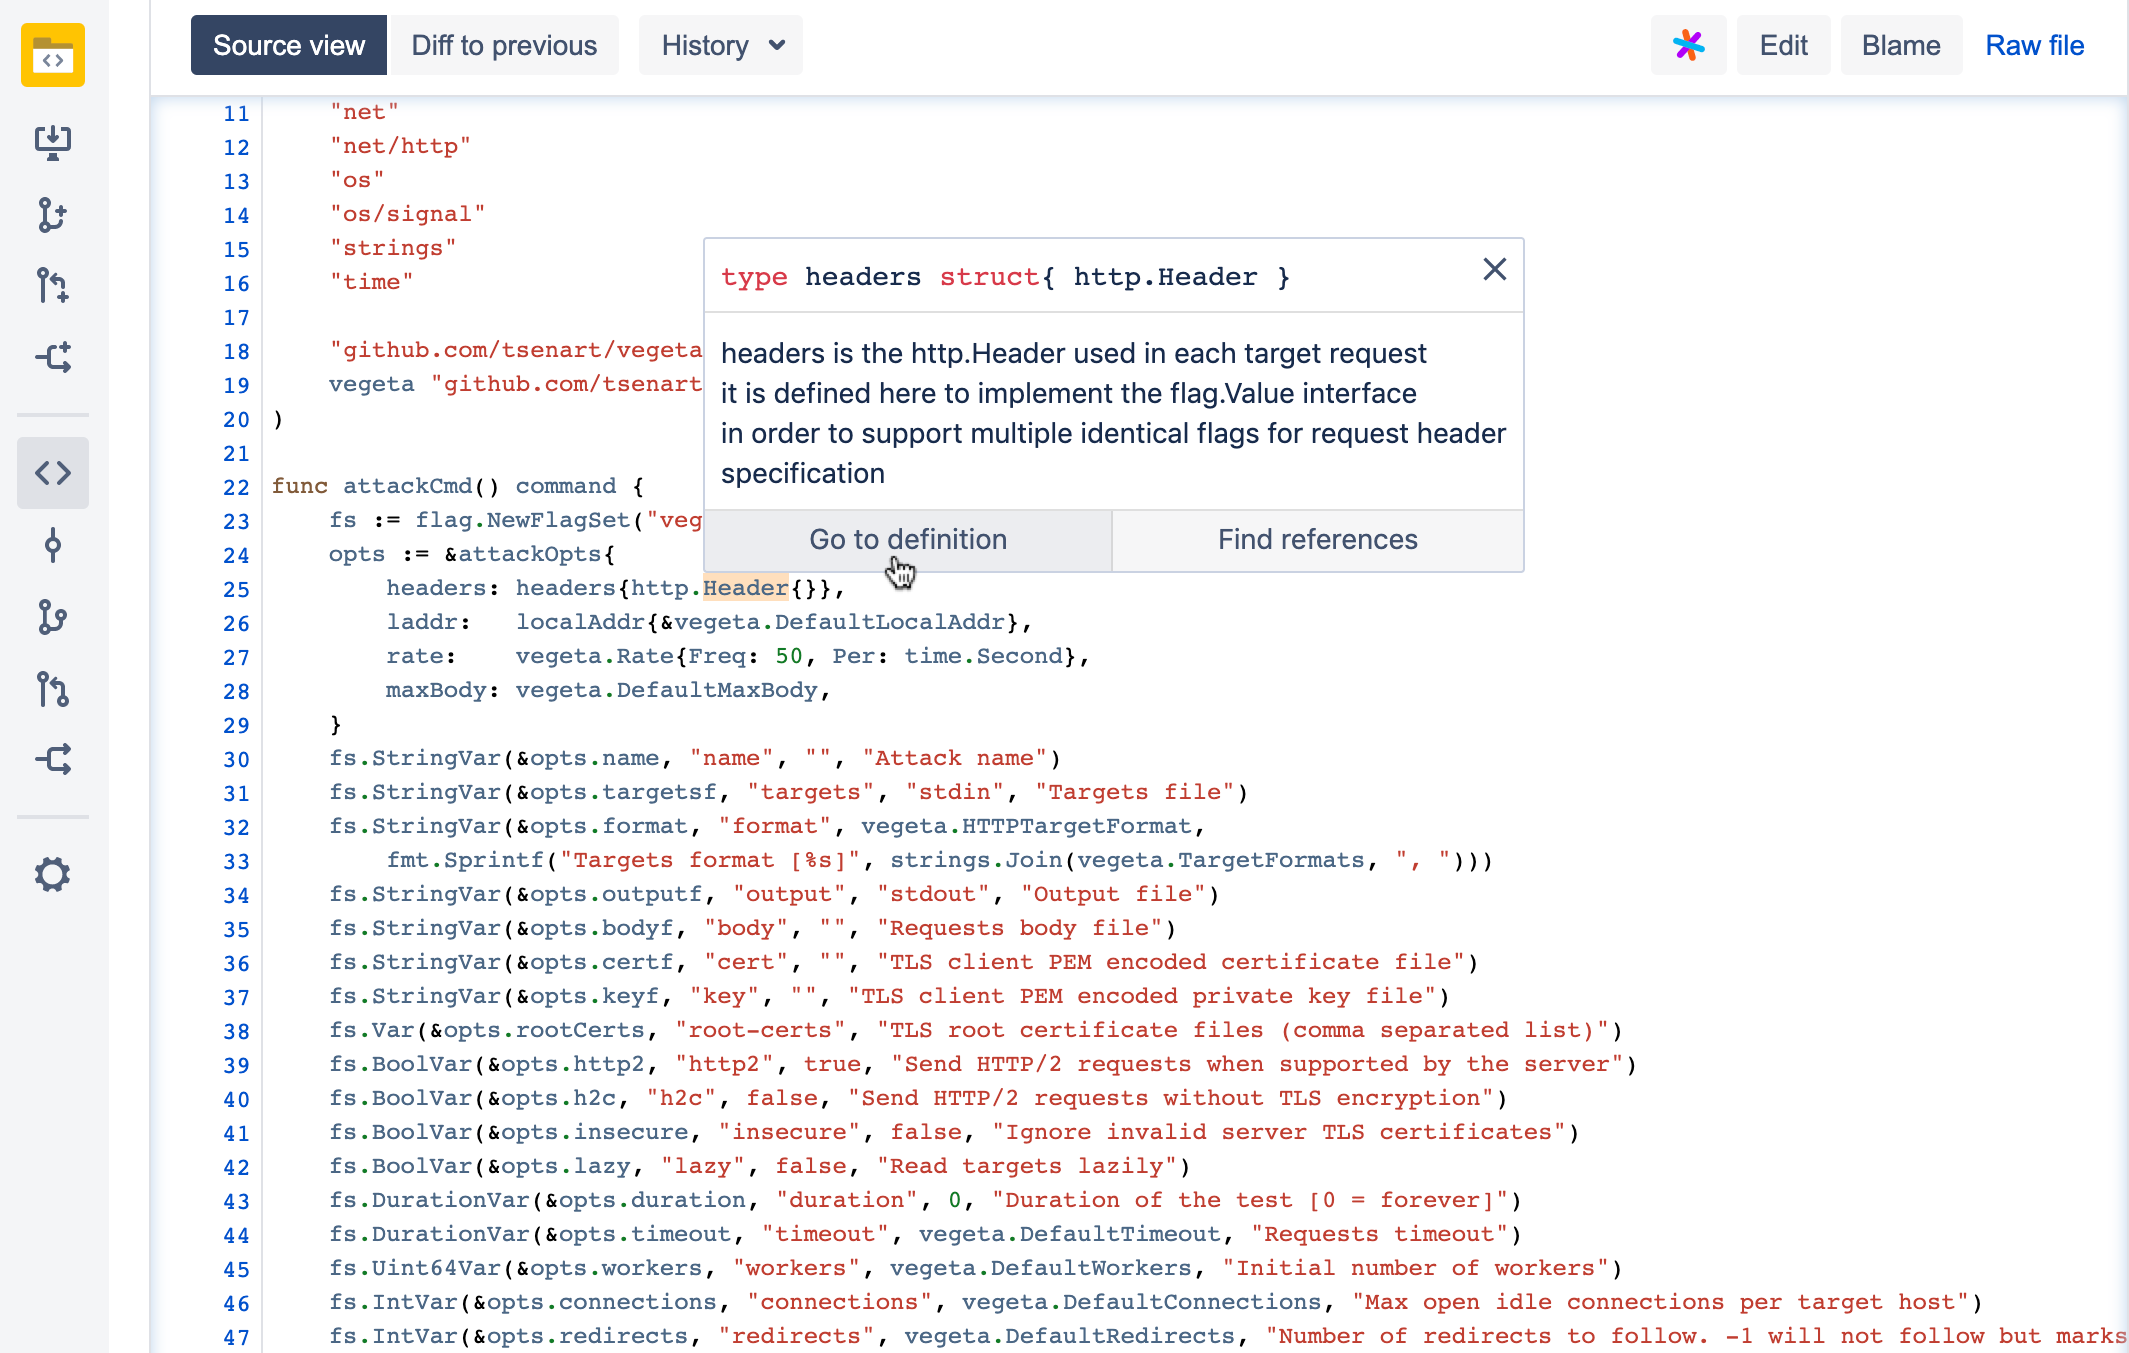 Source view Diff to previous History Edit Blame Raw file
11 "net"
12 "net/http"
13 "os"
14 "os/signal"
15 "strings"
16 "time"
17
18 "github.com/tsenart/vegeta
19 vegeta "github.com/tsenart
20 )
21
type headers struct{ http.Header }
headers is the http.Header used in each target request
it is defined here to implement the flag.Value interface
in order to support multiple identical flags for request header
specification
Go to definition Find references
22 func attackCmd() command {
23 fs := flag.NewFlagSet("veg
24 opts := &attackOpts{
25 headers: headers{http.Header{}},
26 laddr: localAddr{&vegeta.DefaultLocalAddr},
27 rate: vegeta.Rate{Freq: 50, Per: time.Second},
28 maxBody: vegeta.DefaultMaxBody,
29 }
30 fs.StringVar(&opts.name, "name", "", "Attack name")
31 fs.StringVar(&opts.targetsf, "targets", "stdin", "Targets file")
32 fs.StringVar(&opts.format, "format", vegeta.HTTPTargetFormat,
33 fmt.Sprintf("Targets format [%s]", strings.Join(vegeta.TargetFormats, ", ")))
34 fs.StringVar(&opts.outputf, "output", "stdout", "Output file")
35 fs.StringVar(&opts.bodyf, "body", "", "Requests body file")
36 fs.StringVar(&opts.certf, "cert", "", "TLS client PEM encoded certificate file")
37 fs.StringVar(&opts.keyf, "key", "", "TLS client PEM encoded private key file")
38 fs.Var(&opts.rootCerts, "root-certs", "TLS root certificate files (comma separated list)")
39 fs.BoolVar(&opts.http2, "http2", true, "Send HTTP/2 requests when supported by the server")
40 fs.BoolVar(&opts.h2c, "h2c", false, "Send HTTP/2 requests without TLS encryption")
41 fs.BoolVar(&opts.insecure, "insecure", false, "Ignore invalid server TLS certificates")
42 fs.BoolVar(&opts.lazy, "lazy", false, "Read targets lazily")
43 fs.DurationVar(&opts.duration, "duration", 0, "Duration of the test [0 = forever]")
44 fs.DurationVar(&opts.timeout, "timeout", vegeta.DefaultTimeout, "Requests timeout")
45 fs.Uint64Var(&opts.workers, "workers", vegeta.DefaultWorkers, "Initial number of workers")
46 fs.IntVar(&opts.connections, "connections", vegeta.DefaultConnections, "Max open idle connections per target host")
47 fs.IntVar(&opts.redirects, "redirects", vegeta.DefaultRedirects, "Number of redirects to follow. -1 will not follow but marks